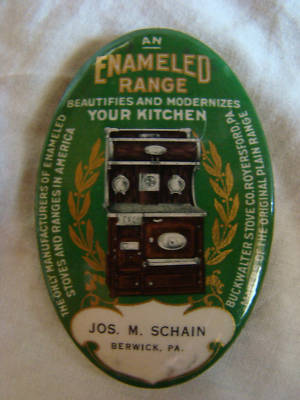 AN
ENAMELED
RANGE
BEAUTIFIES AND MODERNIZES
YOUR KITCHEN
THE ONLY MANUFACTURERS OF ENAMELED
STOVES AND RANGES IN AMERICA
BUCKWALTER STOVE CO. ROYERSFORD, PA.
MAKERS OF THE ORIGINAL PLAIN RANGE
JOS. M. SCHAIN
BERWICK, PA.